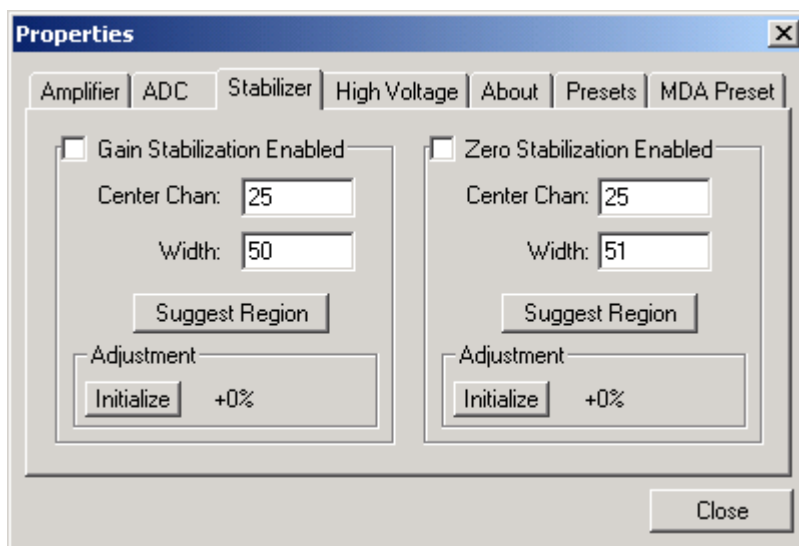 Properties
Amplifier ADC Stabilizer High Voltage About Presets MDA Preset
Gain Stabilization Enabled
Center Chan: 25
Width: 50
Suggest Region
Adjustment
Initialize +0%
Zero Stabilization Enabled
Center Chan: 25
Width: 51
Suggest Region
Adjustment
Initialize +0%
Close